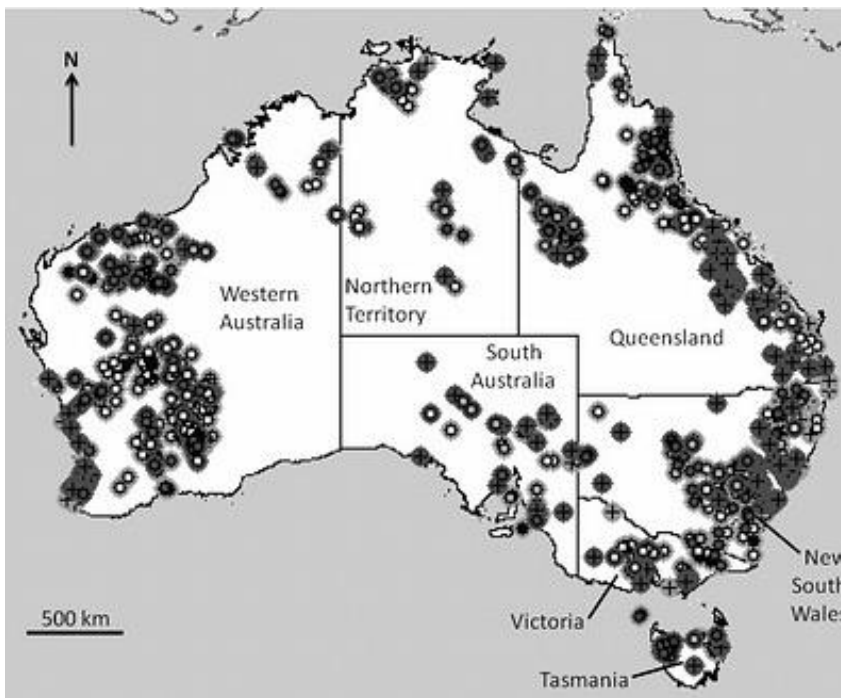 N
Western
Australia
Northern
Territory
South
Australia
Queensland
500 km
Victoria
New
South
Wales
Tasmania